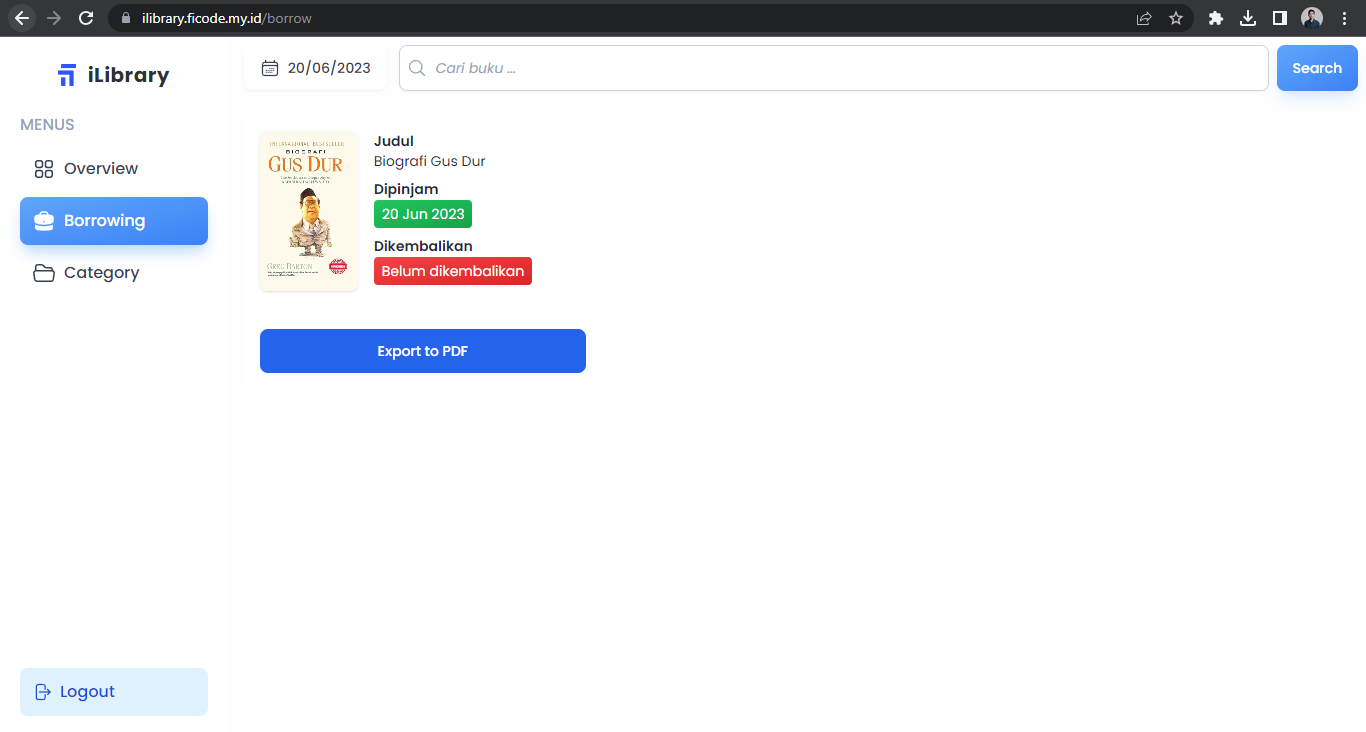 ilibrary.ficode.my.id/borrow
iLibrary
MENUS
Overview
Borrowing
Category
Logout
20/06/2023
Cari buku ...
Search
INTERNATIONAL BESTSELLER
BIOGRAFI
GUS DUR
GREG BARTON
Judul
Biografi Gus Dur
Dipinjam
20 Jun 2023
Dikembalikan
Belum dikembalikan
Export to PDF